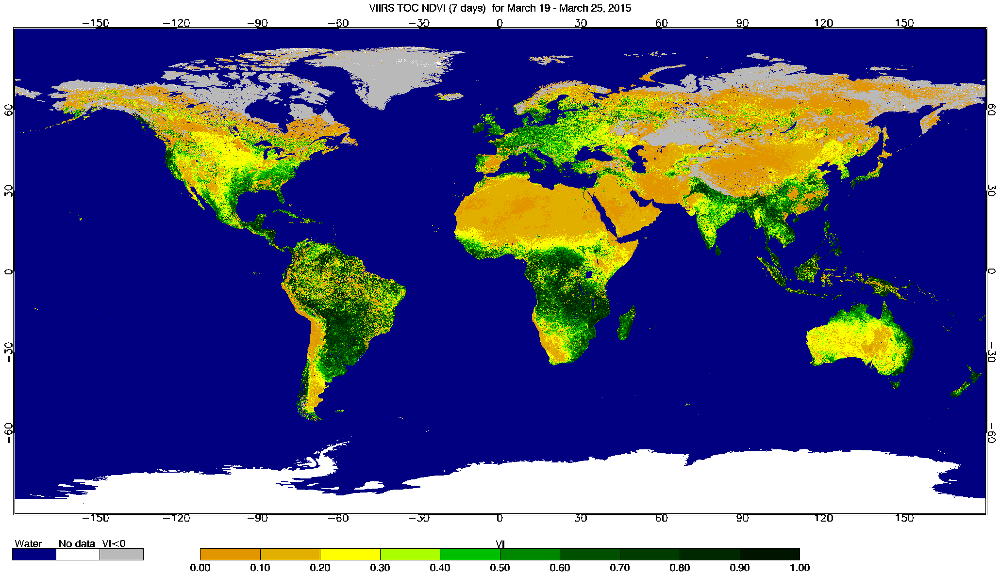 VIIRS TOC NDVI (7 days)  for March 19 - March 25, 2015
−150 −120 −90 −60 −30 0 30 60 90 120 150
60 60
30 30
0 0
−30 −30
−60 −60
−150 −120 −90 −60 −30 0 30 60 90 120 150
Water No data VI<0 VI
0.00 0.10 0.20 0.30 0.40 0.50 0.60 0.70 0.80 0.90 1.00